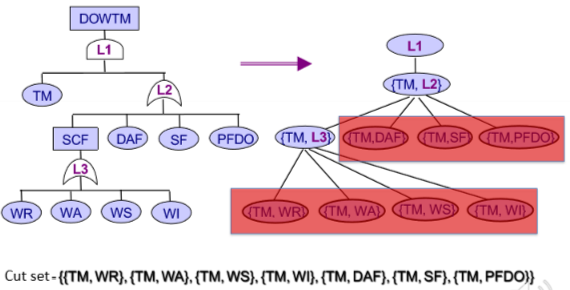 DOWTM
L1
TM
L2
SCF
DAF
SF
PFDO
L3
WR
WA
WS
WI
L1
{TM, L2}
{TM, L3}
{TM,DAF}
{TM,SF}
{TM,PFDO}
{TM, WR}
{TM, WA}
{TM, WS}
{TM, WI}
Cut set = {{TM, WR}, {TM, WA}, {TM, WS}, {TM, WI}, {TM, DAF}, {TM, SF}, {TM, PFDO}}